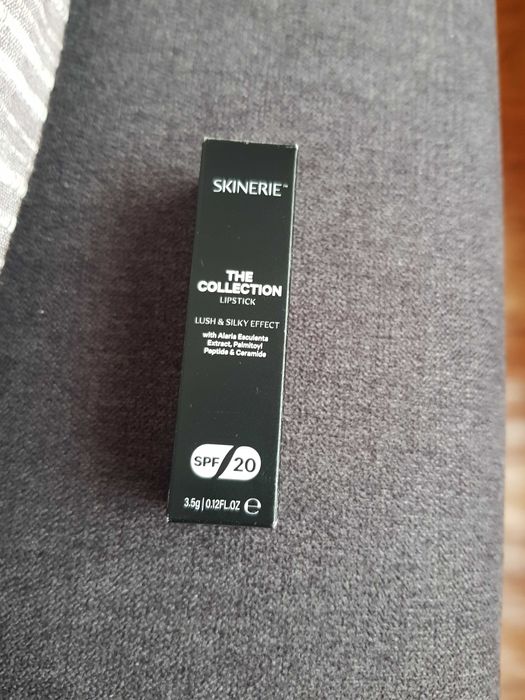 SKINERIE™
THE
COLLECTION
LIPSTICK
LUSH & SILKY EFFECT
with Alaria Esculenta
Extract, Palmitoyl
Peptide & Ceramide
SPF/20
3.5g | 0.12FL.OZ ℮